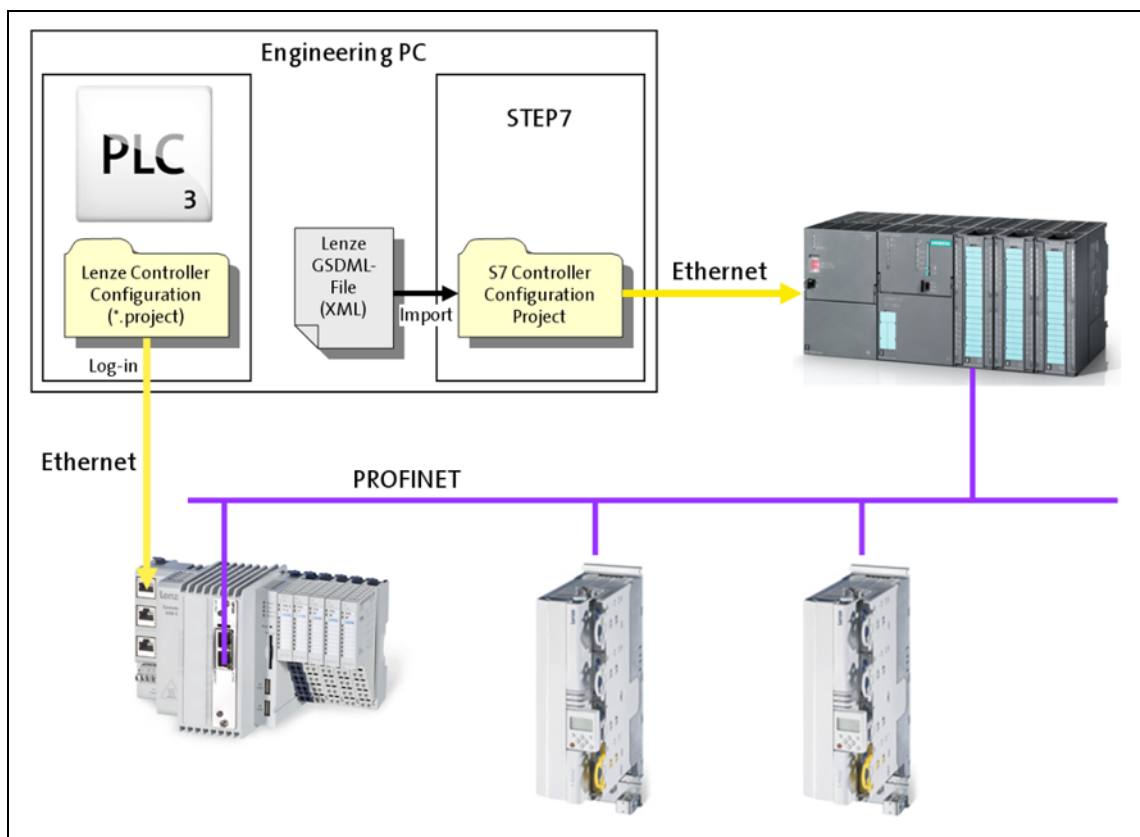 Engineering PC
PLC
3
STEP7
Lenze Controller
Configuration
(*.project)
Lenze
GSDML-
File
(XML)
Import
S7 Controller
Configuration
Project
Ethernet
Log-in
Ethernet
PROFINET